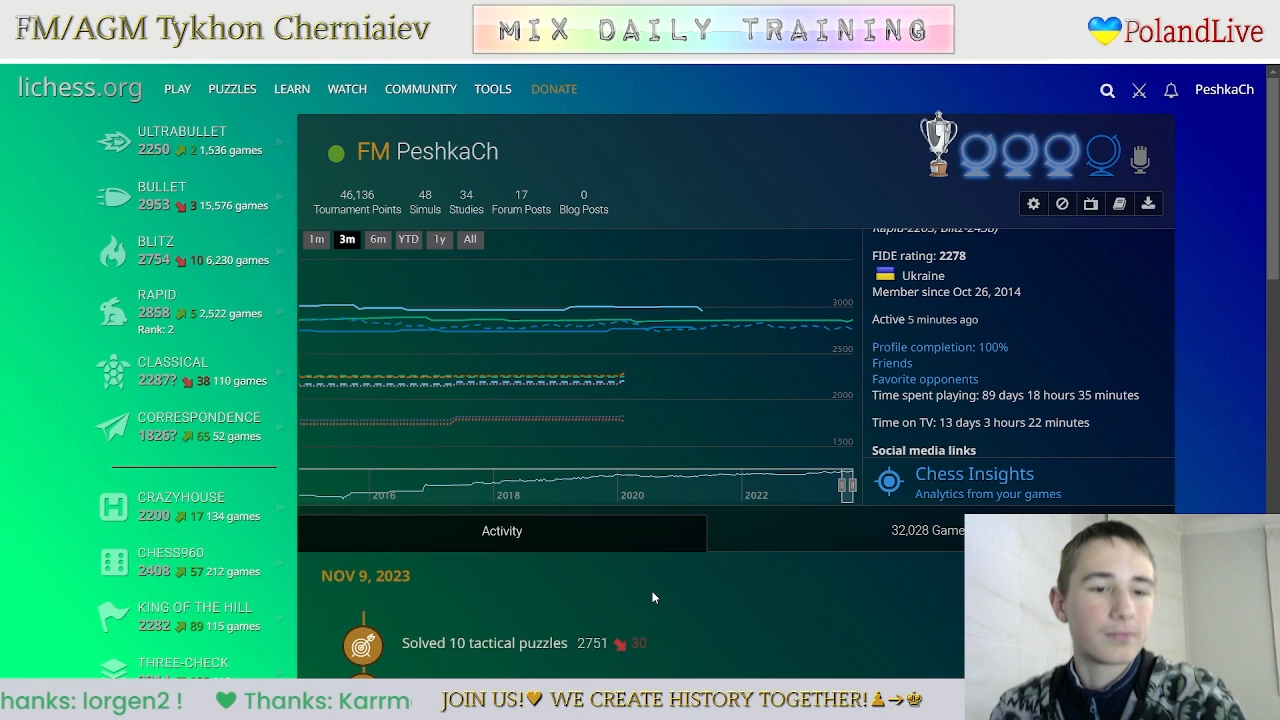 FM/AGM Tykhon Cherniaiev
MIX DAILY TRAINING
PolandLive
lichess.org PLAY PUZZLES LEARN WATCH COMMUNITY TOOLS DONATE PeshkaCh
ULTRABULLET
2250 2 1,536 games
BULLET
2953 3 15,576 games
BLITZ
2754 10 6,230 games
RAPID
2858 5 2,522 games
Rank: 2
CLASSICAL
2287? 38 110 games
CORRESPONDENCE
1826? 65 52 games
CRAZYHOUSE
2200 17 134 games
CHESS960
2408 57 212 games
KING OF THE HILL
2282 89 115 games
THREE-CHECK
FM PeshkaCh
46,136 48 34 17 0
Tournament Points Simuls Studies Forum Posts Blog Posts
1m 3m 6m YTD 1y All
3000
2500
2000
1500
2016 2018 2020 2022
FIDE rating: 2278
Ukraine
Member since Oct 26, 2014
Active 5 minutes ago
Profile completion: 100%
Friends
Favorite opponents
Time spent playing: 89 days 18 hours 35 minutes
Time on TV: 13 days 3 hours 22 minutes
Social media links
Chess Insights
Analytics from your games
Activity
32,028 Game
NOV 9, 2023
Solved 10 tactical puzzles 2751 30
hanks: lorgen2 ! Thanks: Karrm
JOIN US! WE CREATE HISTORY TOGETHER!